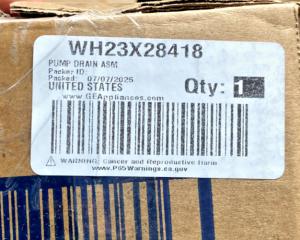 WH23X28418
PUMP DRAIN ASM
Packer ID:
Packed: 07/07/2025
UNITED STATES
Qty: 1
www.GEAppliances.com
WARNING: Cancer and Reproductive Harm
www.P65Warnings.ca.gov